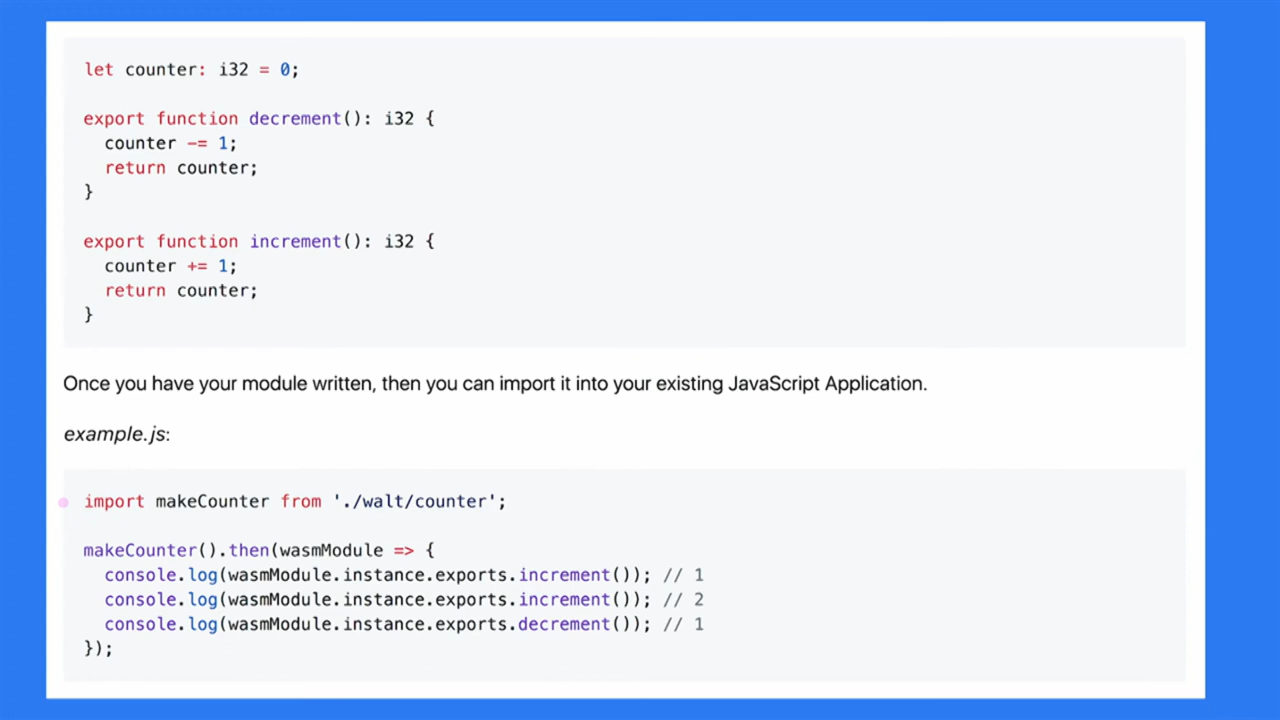 let counter: i32 = 0;
export function decrement(): i32 {
counter -= 1;
return counter;
}
export function increment(): i32 {
counter += 1;
return counter;
}
Once you have your module written, then you can import it into your existing JavaScript Application.
example.js:
import makeCounter from './walt/counter';
makeCounter().then(wasmModule => {
console.log(wasmModule.instance.exports.increment()); // 1
console.log(wasmModule.instance.exports.increment()); // 2
console.log(wasmModule.instance.exports.decrement()); // 1
});